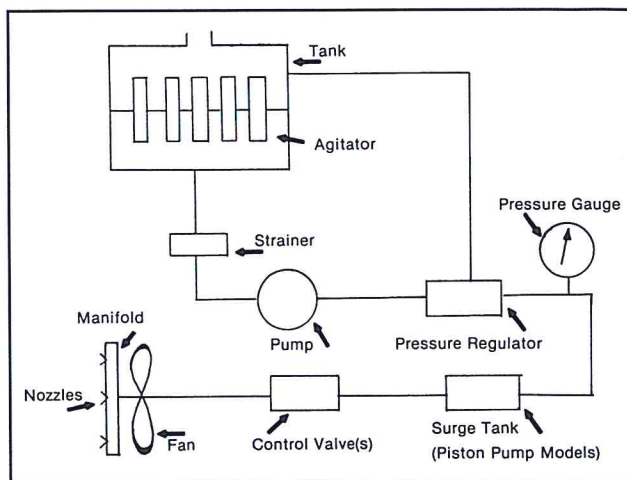 Tank
Agitator
Pressure Gauge
Strainer
Manifold
Pump
Pressure Regulator
Nozzles
Fan
Control Valve(s)
Surge Tank
(Piston Pump Models)